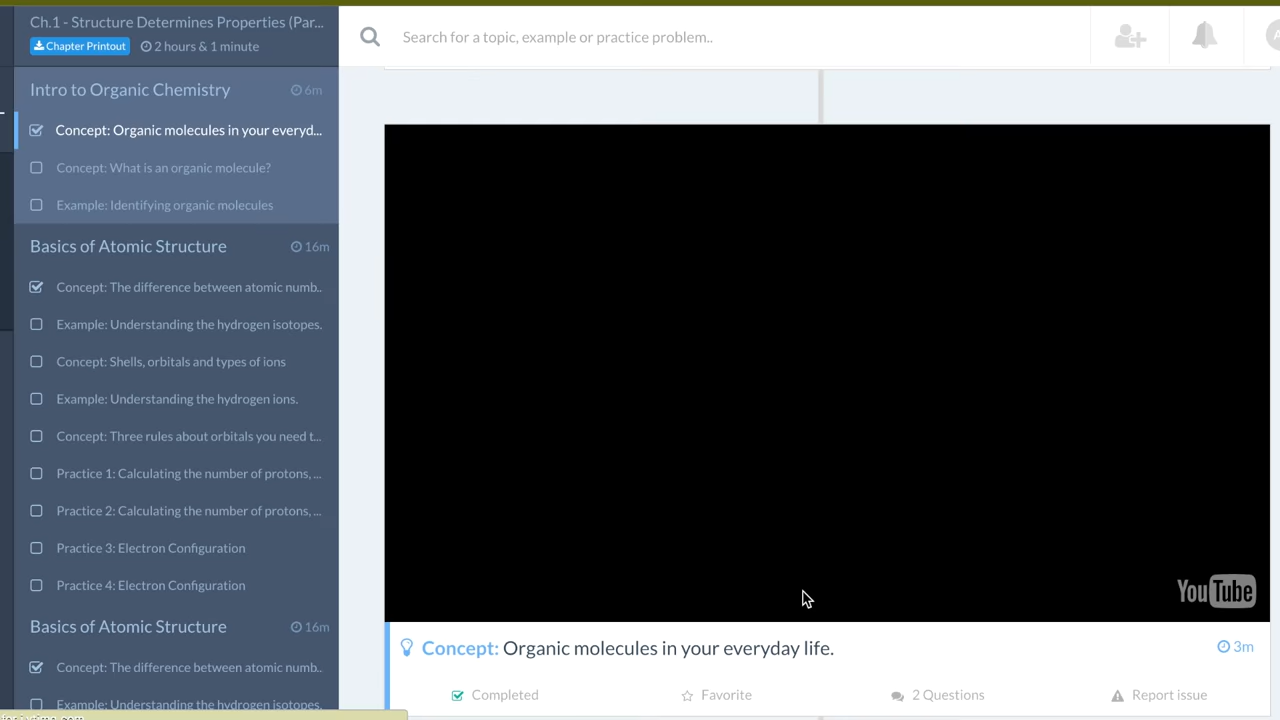 Ch.1 - Structure Determines Properties (Par...
Chapter Printout 2 hours & 1 minute
Intro to Organic Chemistry 6m
Concept: Organic molecules in your everyd...
Concept: What is an organic molecule?
Example: Identifying organic molecules
Basics of Atomic Structure 16m
Concept: The difference between atomic numb..
Example: Understanding the hydrogen isotopes.
Concept: Shells, orbitals and types of ions
Example: Understanding the hydrogen ions.
Concept: Three rules about orbitals you need t...
Practice 1: Calculating the number of protons, ...
Practice 2: Calculating the number of protons, ...
Practice 3: Electron Configuration
Practice 4: Electron Configuration
Basics of Atomic Structure 16m
Concept: The difference between atomic numb..
Example: Understanding the hydrogen isotopes.
Search for a topic, example or practice problem..
YouTube
Concept: Organic molecules in your everyday life. 3m
Completed Favorite 2 Questions Report issue